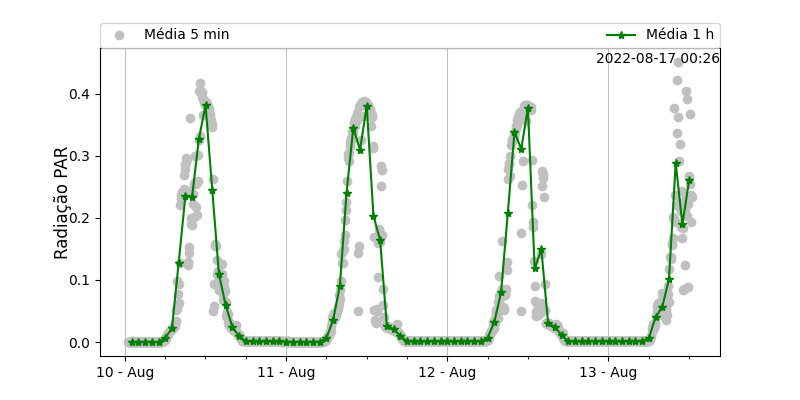 Média 5 min
Média 1 h
2022-08-17 00:26
Radiação PAR
0.4
0.3
0.2
0.1
0.0
10 - Aug
11 - Aug
12 - Aug
13 - Aug